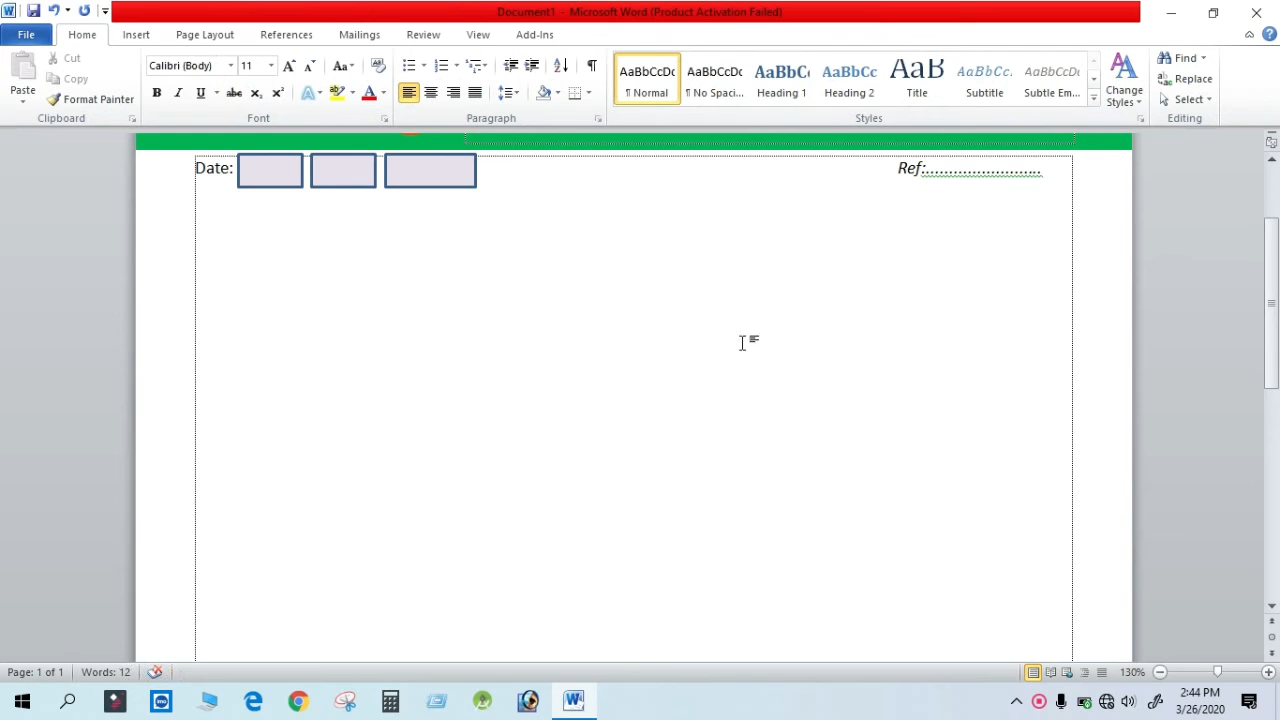 Document1 - Microsoft Word (Product Activation Failed)
File Home Insert Page Layout References Mailings Review View Add-Ins
Paste
Cut
Copy
Format Painter
Clipboard
Calibri (Body) 11
Font
Paragraph
AaBbCcDc AaBbCcDc AaBbC AaBbCc AaB AaBbCc. AaBbCcDc
¶ Normal ¶ No Spaci... Heading 1 Heading 2 Title Subtitle Subtle Em...
Styles
Change Styles
Find
Replace
Select
Editing
Date:
Ref:.........................
Page: 1 of 1 Words: 12
130%
2:44 PM
3/26/2020